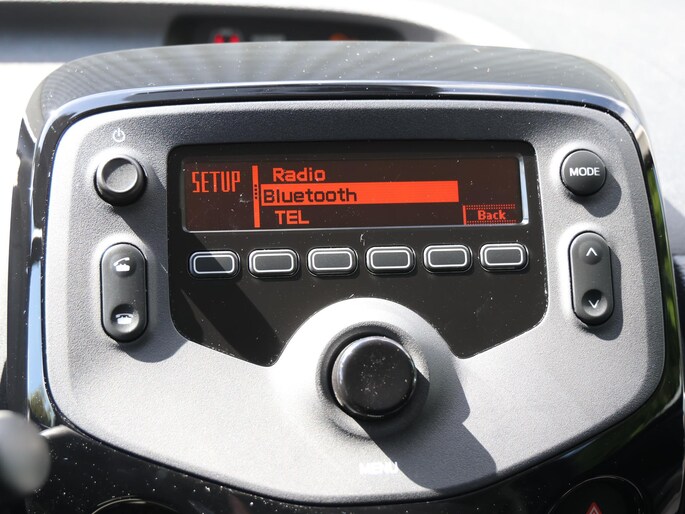 SETUP
Radio
Bluetooth
TEL
Back
MODE
MENU